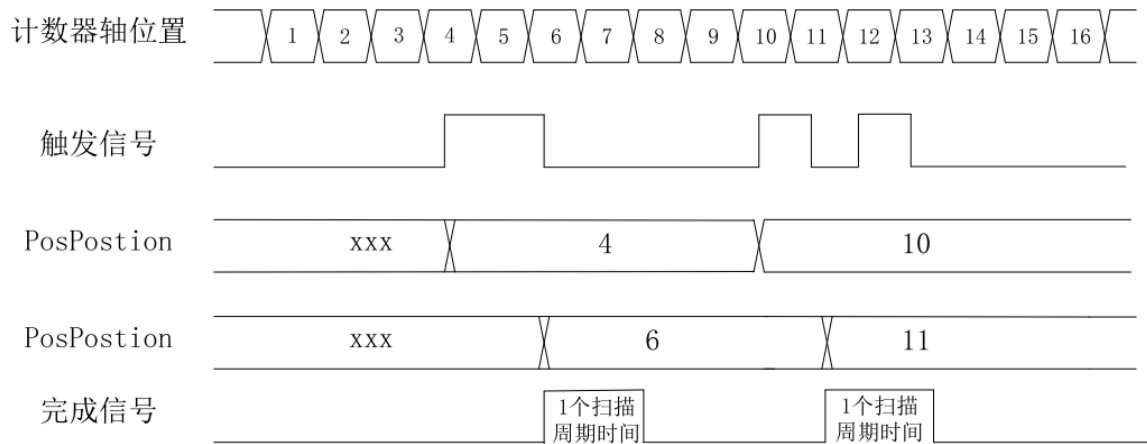 计数器轴位置 1 2 3 4 5 6 7 8 9 10 11 12 13 14 15 16
触发信号
PosPostion xxx 4 10
PosPostion xxx 6 11
完成信号
1个扫描
周期时间
1个扫描
周期时间